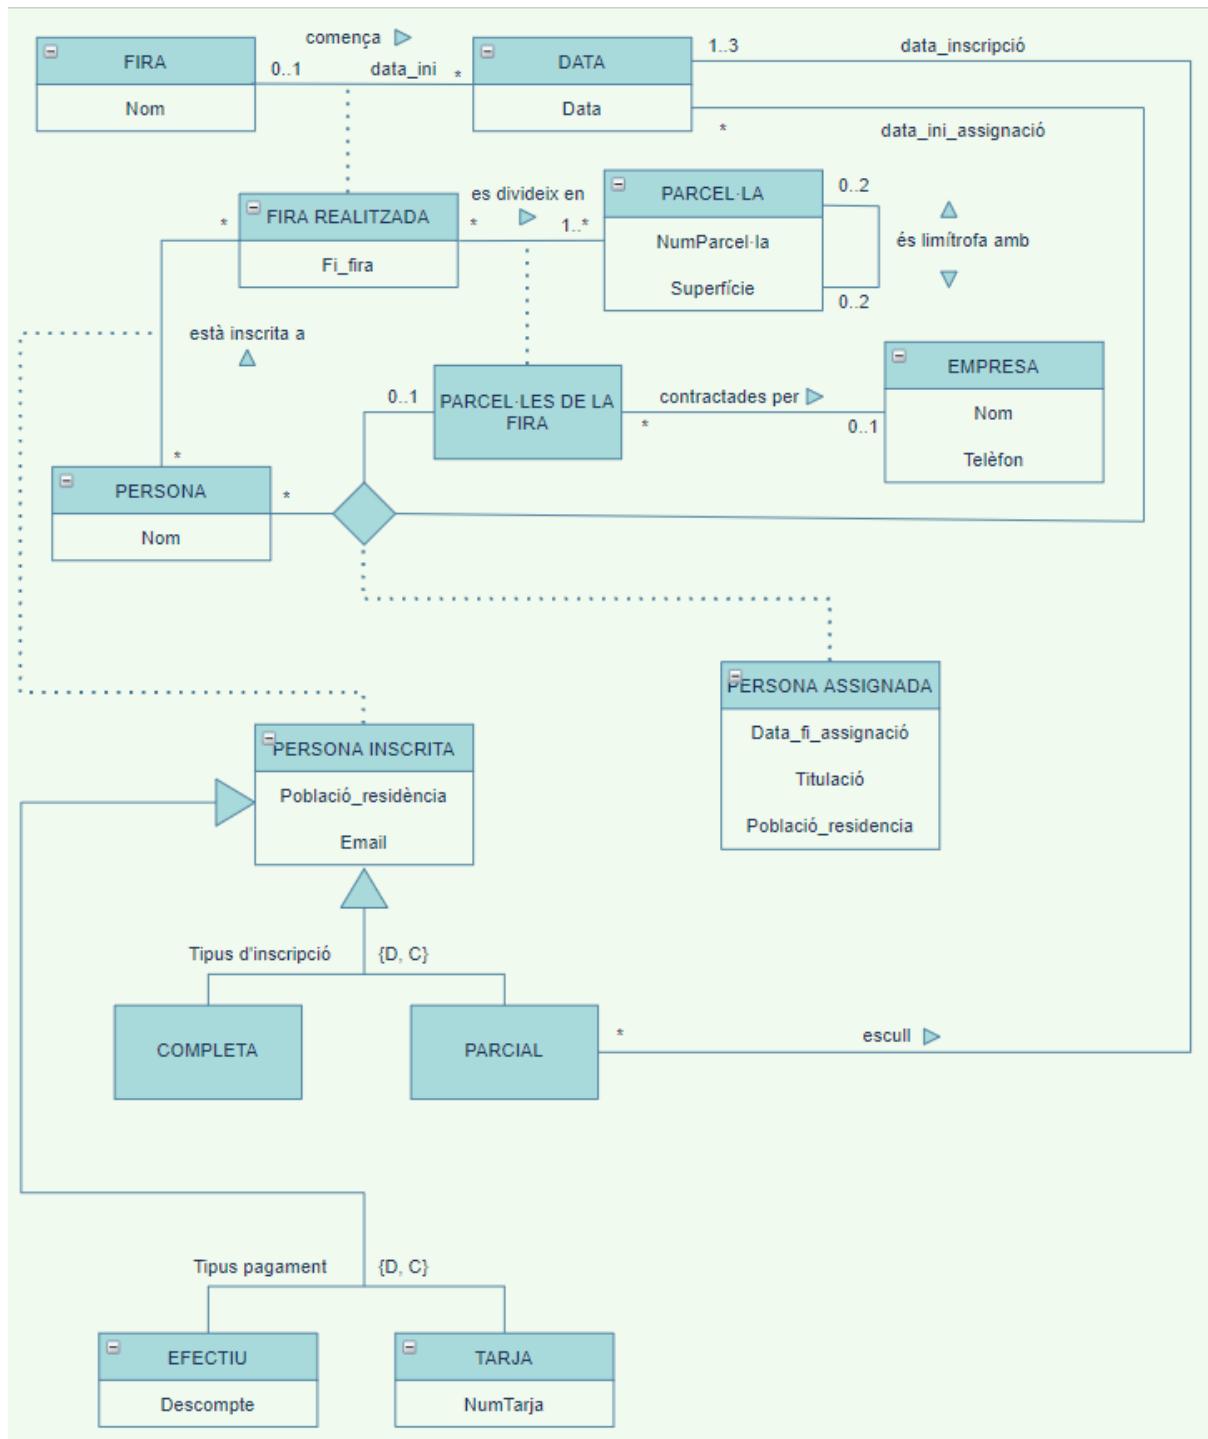 comença
FIRA
0..1
data_ini
*
DATA
1..3
data_inscripció
Nom
Data
*
data_ini_assignació
es divideix en
PARCEL·LA
0..2
*
FIRA REALITZADA
*
1..*
NumParcel·la
és limítrofa amb
Fi_fira
Superfície
0..2
està inscrita a
EMPRESA
0..1
PARCEL·LES DE LA
FIRA
contractades per
*
0..1
Nom
Telèfon
*
PERSONA
*
Nom
PERSONA ASSIGNADA
Data_fi_assignació
Titulació
Població_residencia
PERSONA INSCRITA
Població_residència
Email
Tipus d'inscripció
{D, C}
COMPLETA
PARCIAL
*
escull
Tipus pagament
{D, C}
EFECTIU
TARJA
Descompte
NumTarja